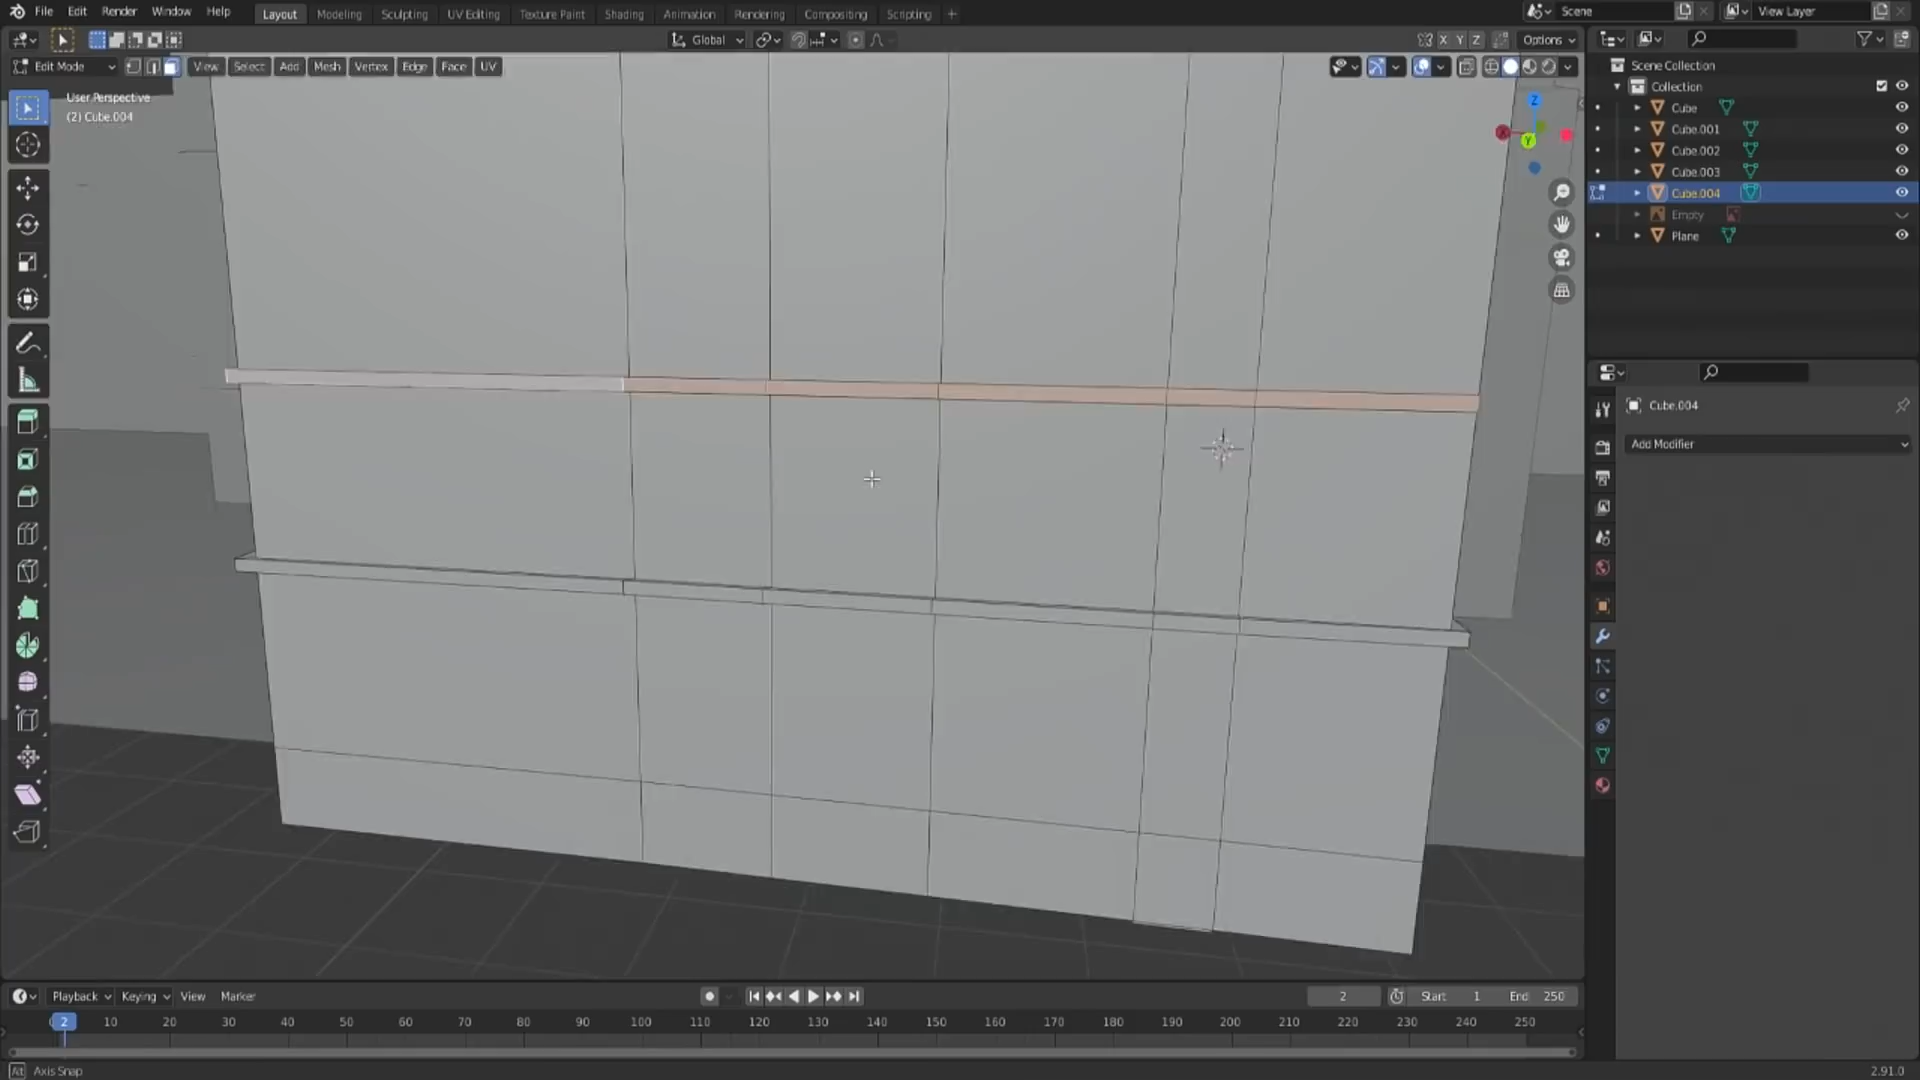 File Edit Render Window Help Layout Modeling Sculpting UV Editing Texture Paint Shading Animation Rendering Compositing Scripting + Scene View Layer
Global X Y Z Options
Edit Mode View Select Add Mesh Vertex Edge Face UV
User Perspective
(2) Cube.004
Z
X
Y
Scene Collection
Collection
Cube
Cube.001
Cube.002
Cube.003
Cube.004
Empty
Plane
Cube.004
Add Modifier
Playback Keying View Marker 2 Start 1 End 250
2 10 20 30 40 50 60 70 80 90 100 110 120 130 140 150 160 170 180 190 200 210 220 230 240 250
Alt Axis Snap 2.91.0